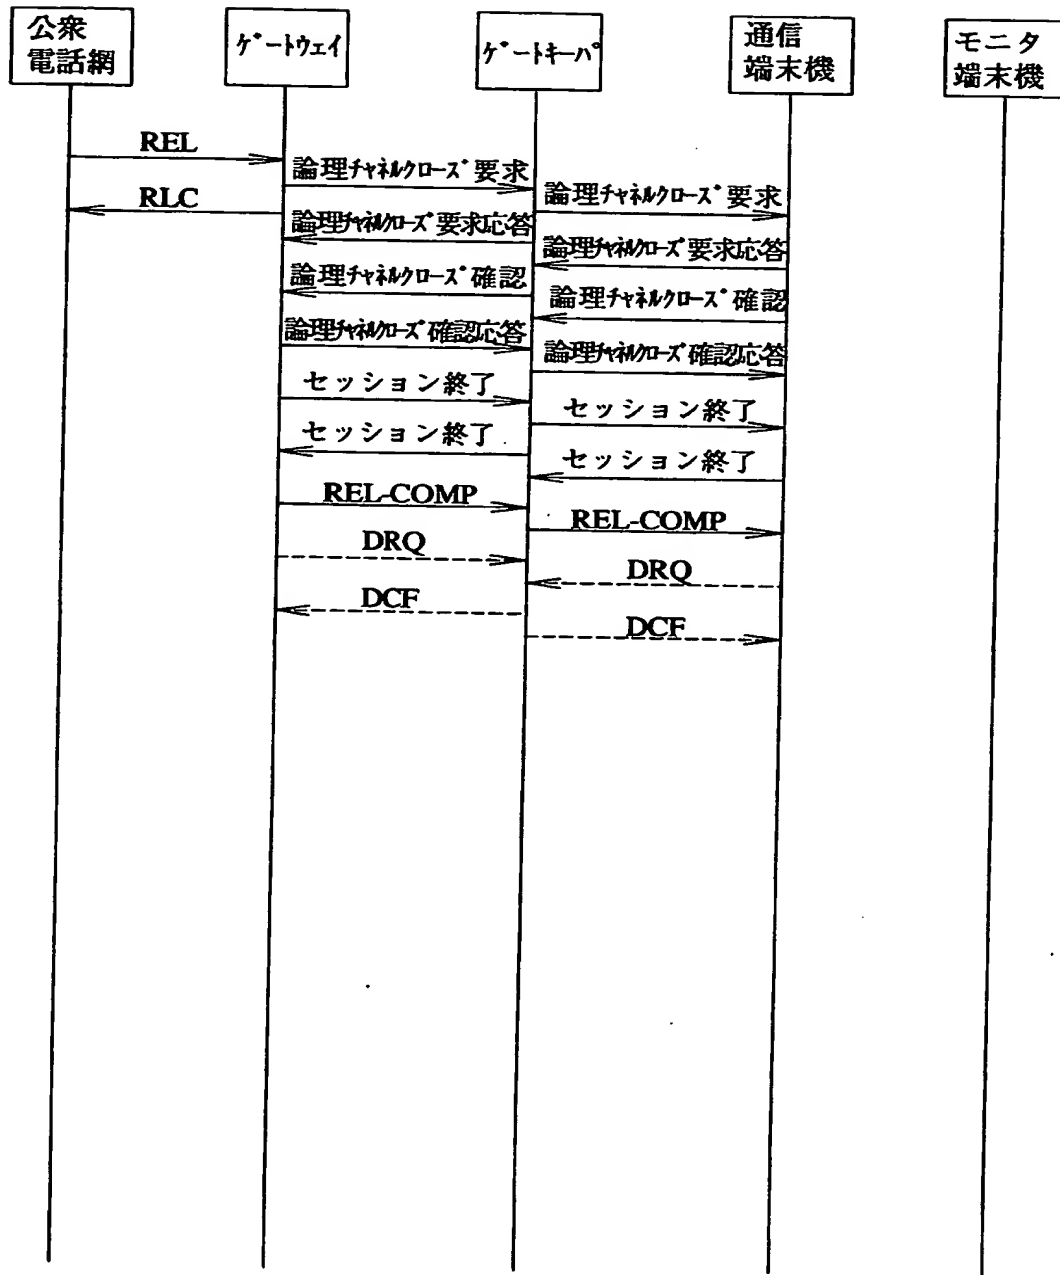 公衆
電話網
ゲートウェイ
ゲートキーパ
通信
端末機
モニタ
端末機
REL
論理チャネルクローズ要求
論理チャネルクローズ要求
RLC
論理チャネルクローズ要求応答
論理チャネルクローズ要求応答
論理チャネルクローズ確認
論理チャネルクローズ確認
論理チャネルクローズ確認応答
論理チャネルクローズ確認応答
セッション終了
セッション終了
セッション終了
セッション終了
REL-COMP
REL-COMP
DRQ
DRQ
DCF
DCF